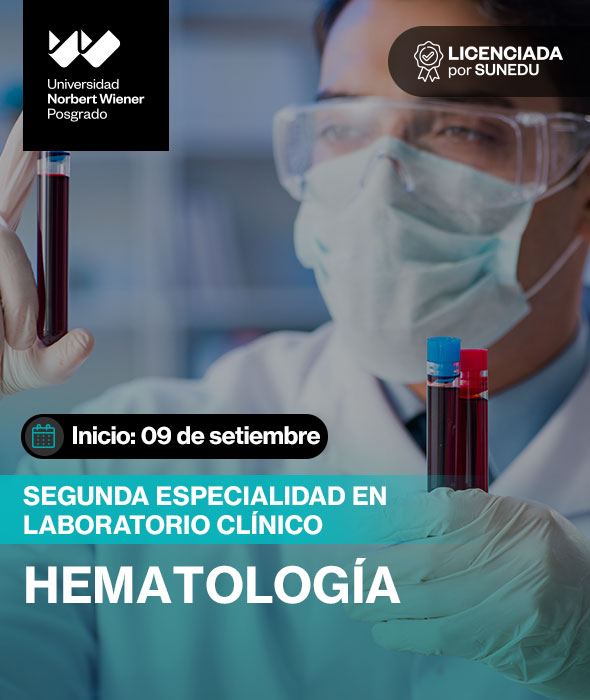 Universidad
Norbert Wiener
Posgrado
LICENCIADA
por SUNEDU
Inicio: 09 de setiembre
SEGUNDA ESPECIALIDAD EN
LABORATORIO CLÍNICO
HEMATOLOGÍA